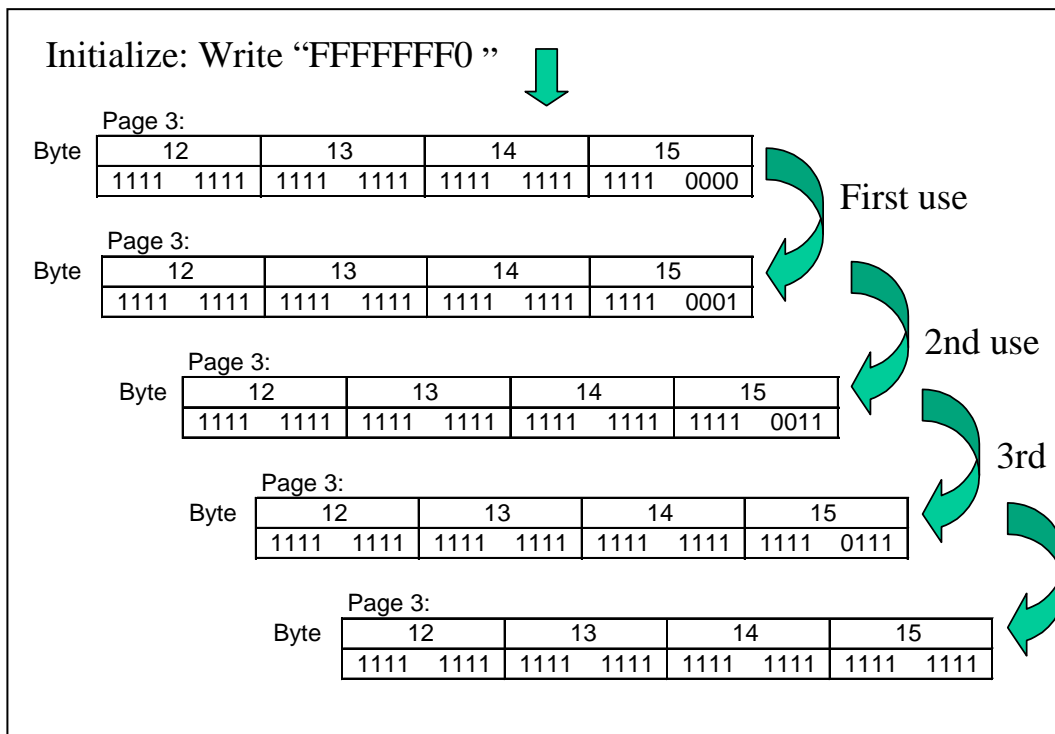 Initialize: Write “FFFFFFF0 ”
Page 3:
Byte 12 13 14 15
1111 1111 1111 1111 1111 1111 1111 0000
First use
Page 3:
Byte 12 13 14 15
1111 1111 1111 1111 1111 1111 1111 0001
2nd use
Page 3:
Byte 12 13 14 15
1111 1111 1111 1111 1111 1111 1111 0011
3rd
Page 3:
Byte 12 13 14 15
1111 1111 1111 1111 1111 1111 1111 0111
Page 3:
Byte 12 13 14 15
1111 1111 1111 1111 1111 1111 1111 1111